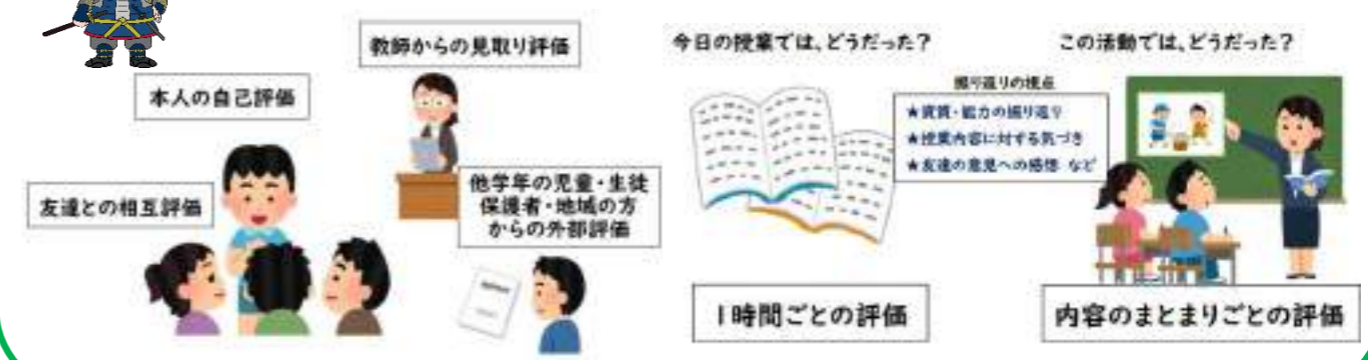 教師からの見取り評価
本人の自己評価
友達との相互評価
他学年の児童・生徒
保護者・地域の方
からの外部評価
今日の授業では、どうだった？
この活動では、どうだった？
振り返りの視点
★資質・能力の振り返り
★授業内容に対する気づき
★友達の意見への感想 など
1時間ごとの評価
内容のまとまりごとの評価